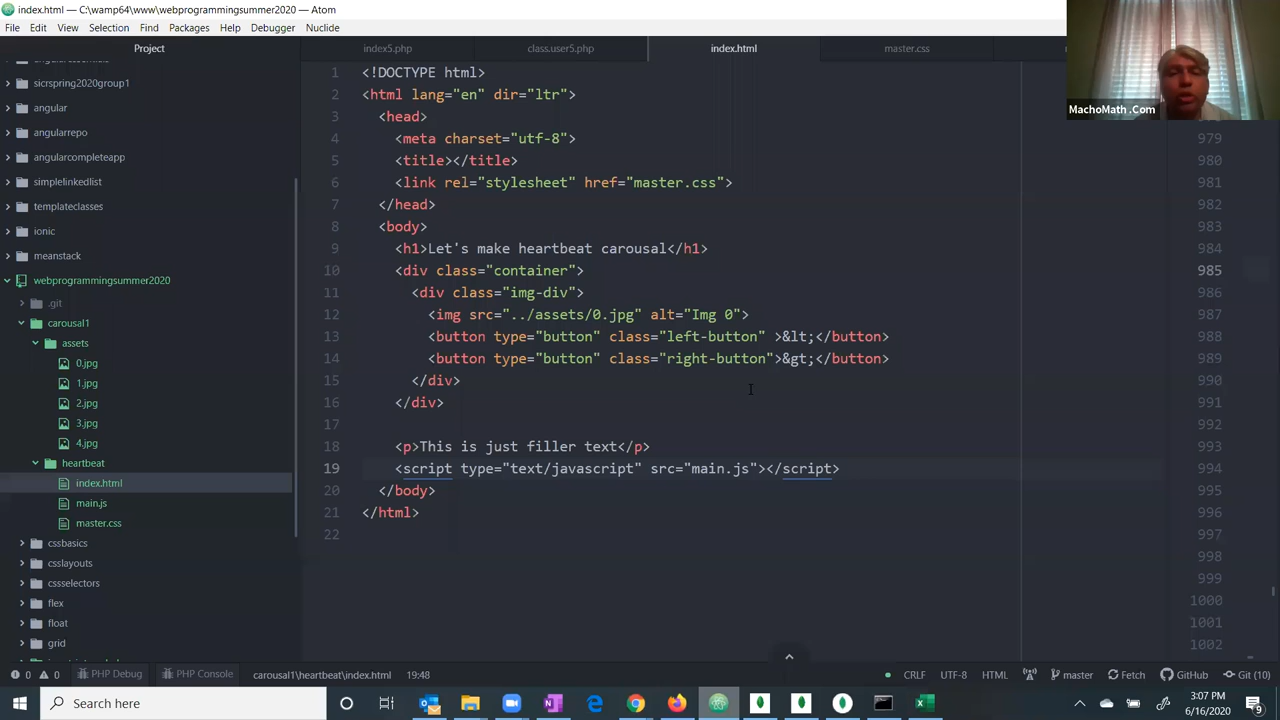 index.html — C:\wamp64\www\webprogrammingsummer2020 — Atom
File Edit View Selection Find Packages Help Debugger Nuclide
Project
index5.php class.user5.php index.html master.css
sicrspring2020group1
angular
angularrepo
angularcompleteapp
simplelinkedlist
templateclasses
ionic
meanstack
webprogrammingsummer2020
.git
carousal1
assets
0.jpg
1.jpg
2.jpg
3.jpg
4.jpg
heartbeat
index.html
main.js
master.css
cssbasics
csslayouts
cssselectors
flex
float
grid
1 <!DOCTYPE html>
2 <html lang="en" dir="ltr">
3 <head>
4 <meta charset="utf-8">
5 <title></title>
6 <link rel="stylesheet" href="master.css">
7 </head>
8 <body>
9 <h1>Let's make heartbeat carousal</h1>
10 <div class="container">
11 <div class="img-div">
12 <img src="../assets/0.jpg" alt="Img 0">
13 <button type="button" class="left-button" >&lt;</button>
14 <button type="button" class="right-button">&gt;</button>
15 </div>
16 </div>
17
18 <p>This is just filler text</p>
19 <script type="text/javascript" src="main.js"></script>
20 </body>
21 </html>
22
MachoMath .Com
979
980
981
982
983
984
985
986
987
988
989
990
991
992
993
994
995
996
997
998
999
1000
1001
1002
0 0 PHP Debug PHP Console carousal1\heartbeat\index.html 19:48 CRLF UTF-8 HTML master Fetch GitHub Git (10)
Type here to search
3:07 PM
6/16/2020
9